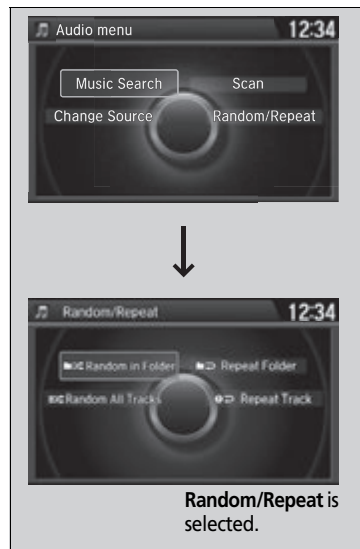 Audio menu 12:34
Music Search Scan
Change Source Random/Repeat
Random/Repeat 12:34
Random in Folder Repeat Folder
Random All Tracks Repeat Track
Random/Repeat is
selected.